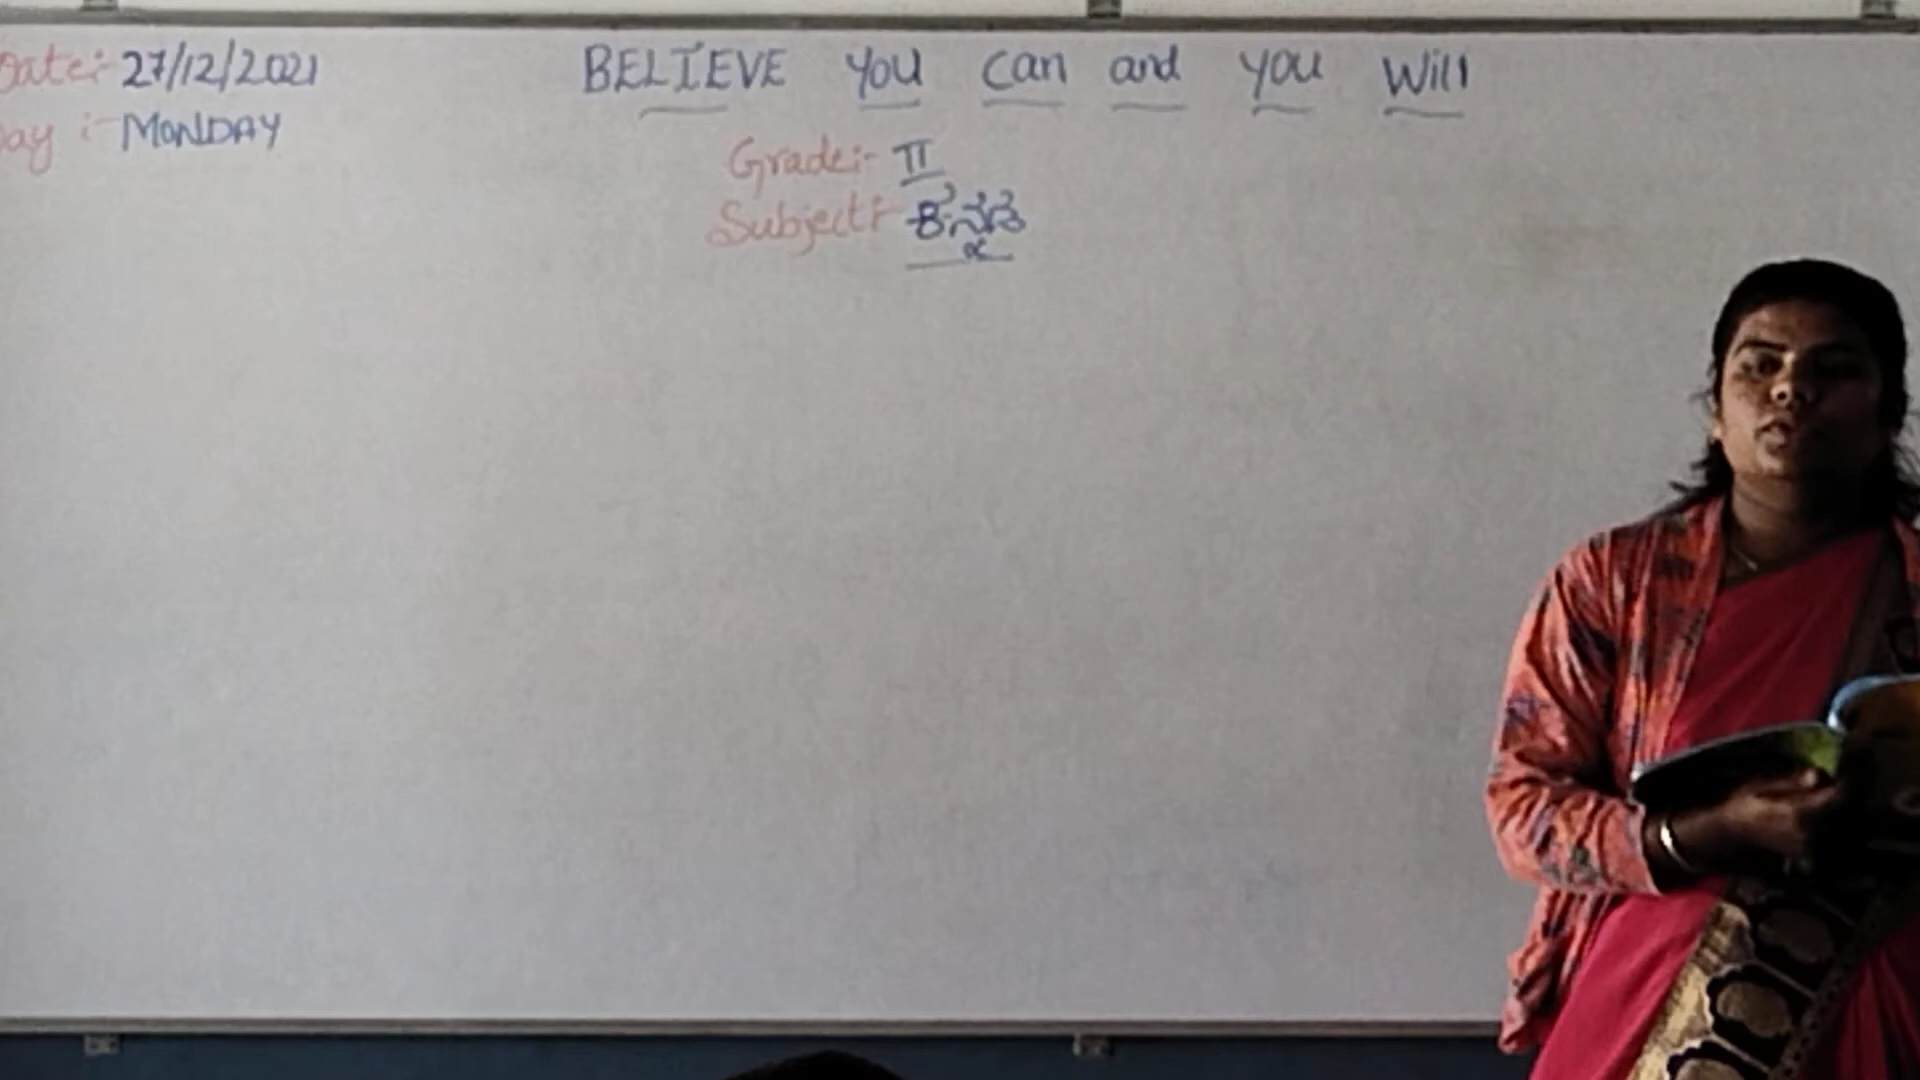 Date:- 27/12/2021
BELIEVE YOU Can and you Will
Day :- MONDAY
Grade:- II
Subject:- ಕನ್ನಡ